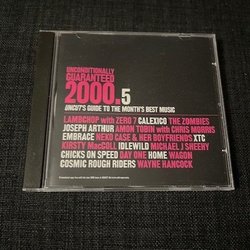 UNCONDITIONALLY
GUARANTEED
2000.5
UNCUT'S GUIDE TO THE MONTH'S BEST MUSIC
LAMBCHOP with ZERO 7 CALEXICO THE ZOMBIES
JOSEPH ARTHUR AMON TOBIN with CHRIS MORRIS
EMBRACE NEKO CASE & HER BOYFRIENDS XTC
KIRSTY MacCOLL IDLEWILD MICHAEL J SHEEHY
CHICKS ON SPEED DAY ONE HOME WAGON
COSMIC ROUGH RIDERS WAYNE HANCOCK